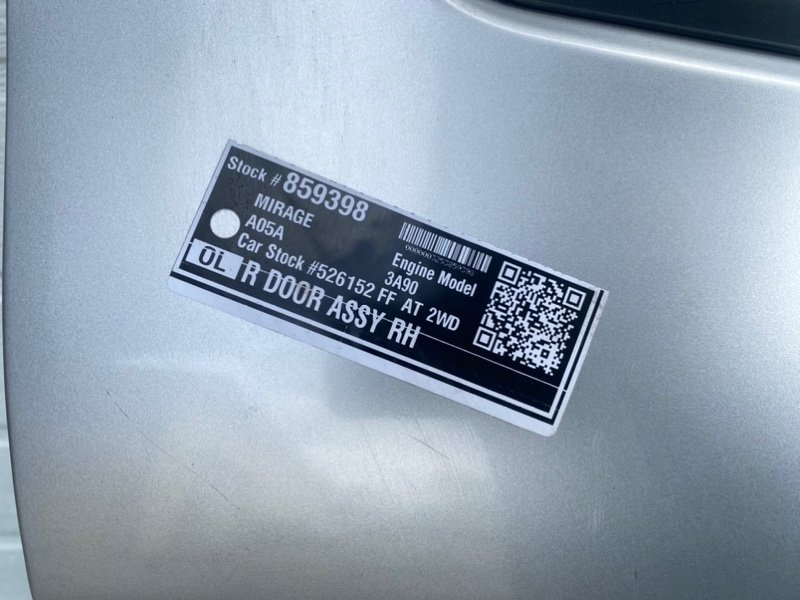 Stock # 859398
MIRAGE
A05A
Engine Model
3A90
Car Stock #526152 FF AT 2WD
OL R DOOR ASSY RH